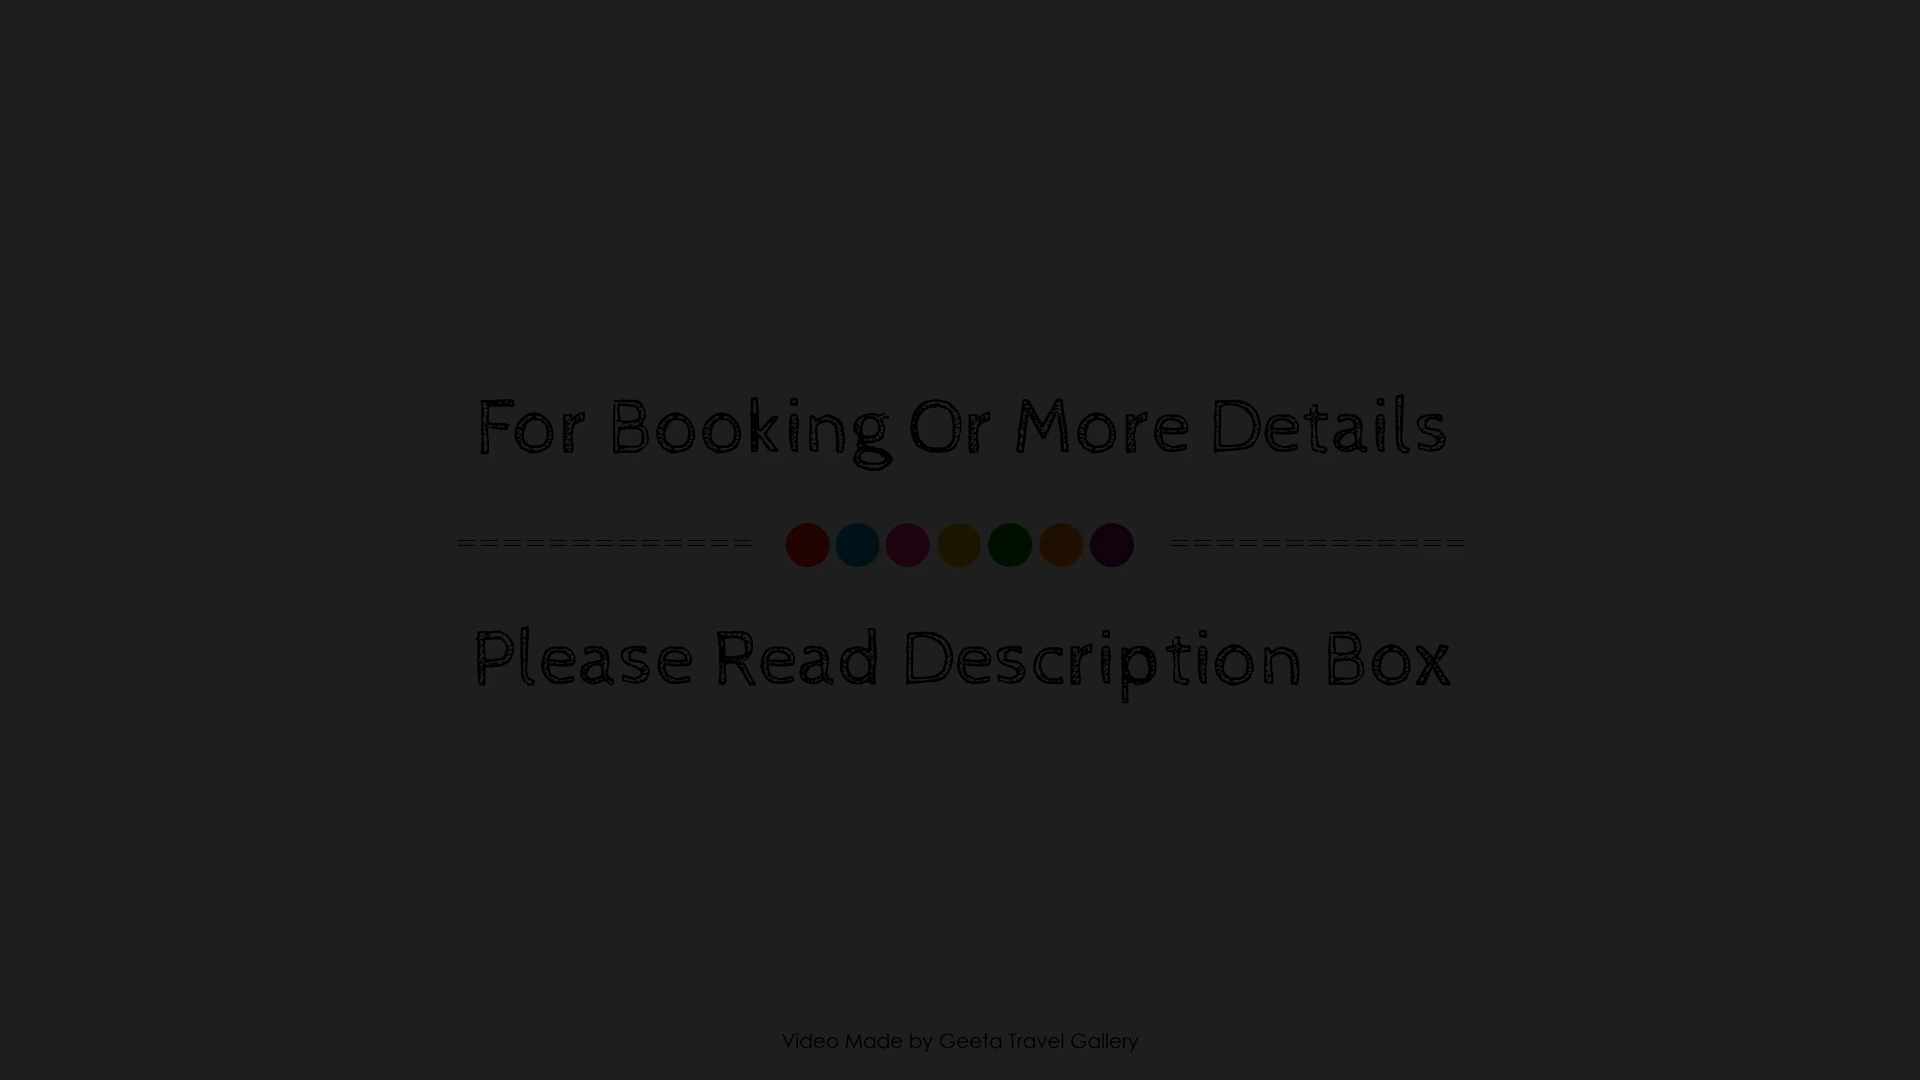 For Booking Or More Details
============= =============
Please Read Description Box
Video Made by Geeta Travel Gallery